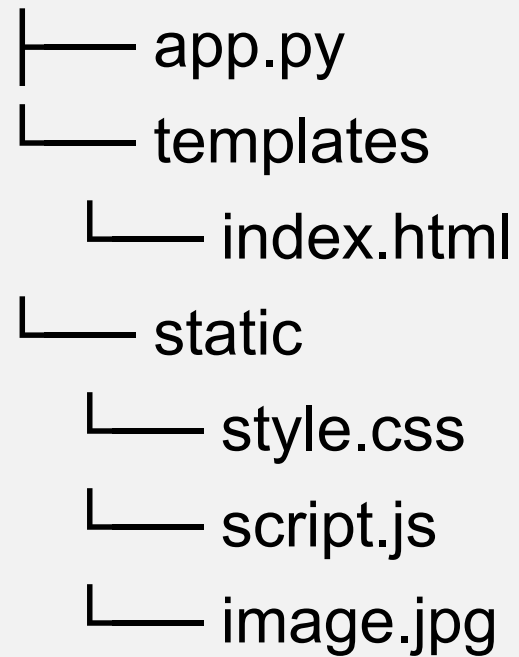 ├── app.py
└── templates
└── index.html
└── static
└── style.css
└── script.js
└── image.jpg